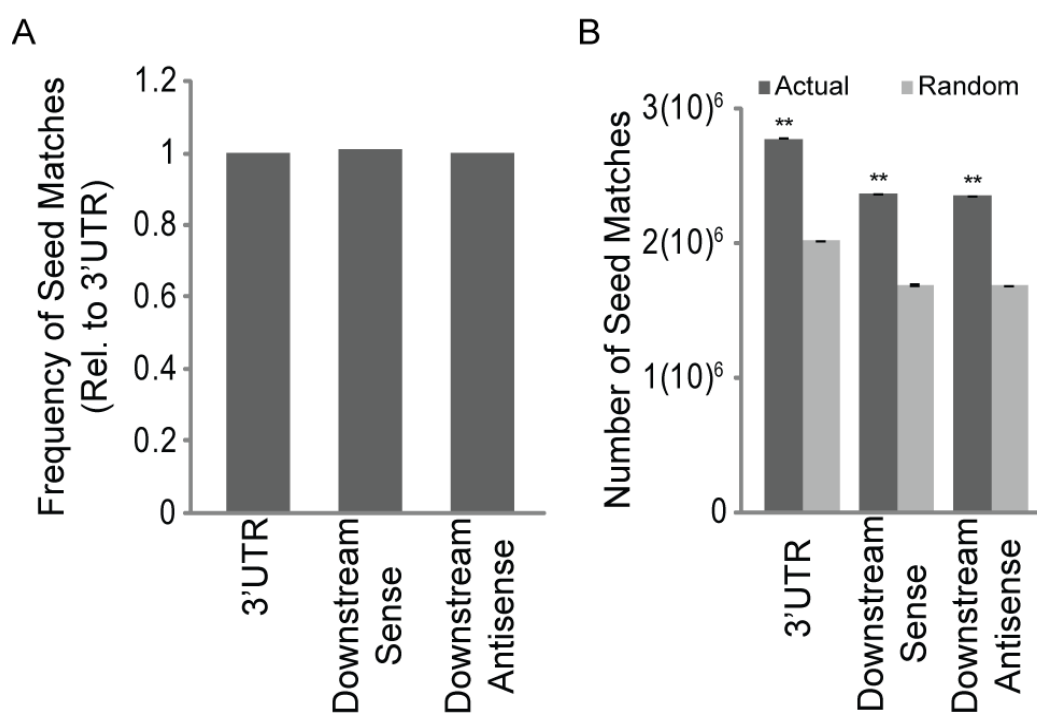 A
Frequency of Seed Matches
(Rel. to 3’UTR)
1.2
1
0.8
0.6
0.4
0.2
0
3’UTR
Downstream
Sense
Downstream
Antisense
B
Actual
Random
Number of Seed Matches
3(10)⁶
2(10)⁶
1(10)⁶
0
**
**
**
3’UTR
Downstream
Sense
Downstream
Antisense